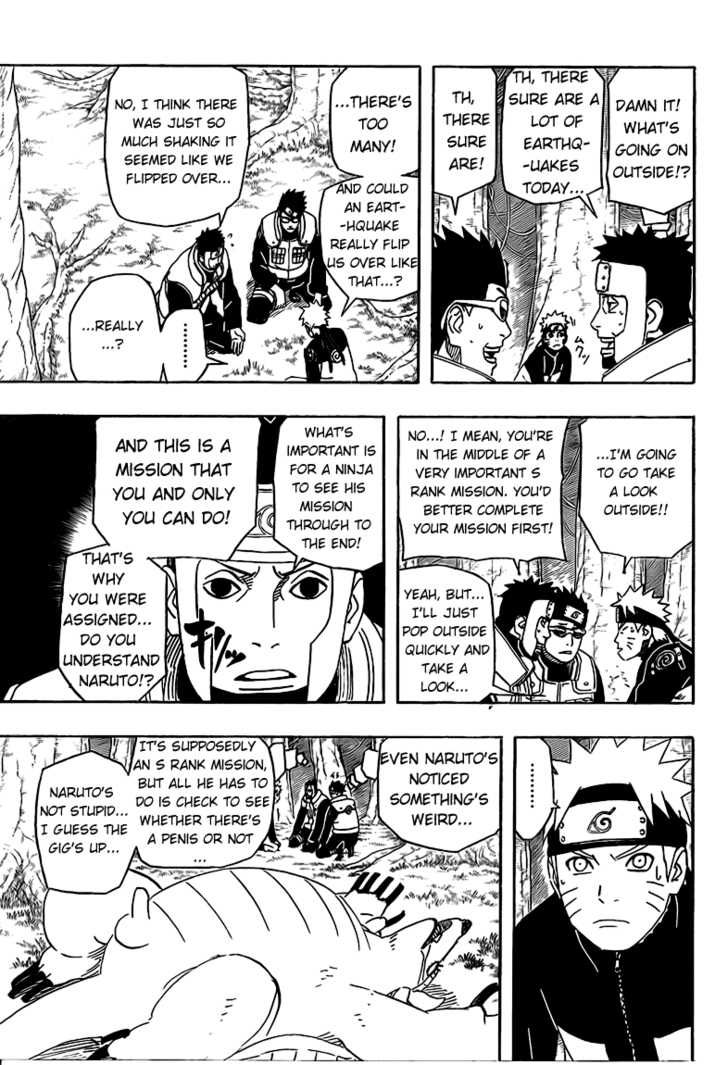 DAMN IT!
WHAT'S
GOING ON
OUTSIDE!?
TH, THERE
SURE ARE A
LOT OF
EARTHQ-
-UAKES
TODAY...
TH,
THERE
SURE
ARE!
ムクッ
...THERE'S
TOO
MANY!
AND COULD
AN EART-
-HQUAKE
REALLY FLIP
US OVER LIKE
THAT...?
NO, I THINK THERE
WAS JUST SO
MUCH SHAKING IT
SEEMED LIKE WE
FLIPPED OVER...
........
...REALLY
...?
...I'M GOING
TO GO TAKE
A LOOK
OUTSIDE!!
NO...! I MEAN, YOU'RE
IN THE MIDDLE OF A
VERY IMPORTANT S
RANK MISSION. YOU'D
BETTER COMPLETE
YOUR MISSION FIRST!
YEAH, BUT...
I'LL JUST
POP OUTSIDE
QUICKLY AND
TAKE A
LOOK...
WHAT'S
IMPORTANT IS
FOR A NINJA
TO SEE HIS
MISSION
THROUGH TO
THE END!
AND THIS IS A
MISSION THAT
YOU AND ONLY
YOU CAN DO!
THAT'S
WHY
YOU WERE
ASSIGNED...
DO YOU
UNDERSTAND
NARUTO!?
キリッ
........
EVEN NARUTO'S
NOTICED
SOMETHING'S
WEIRD...
IT'S SUPPOSEDLY
AN S RANK MISSION,
BUT ALL HE HAS TO
DO IS CHECK TO SEE
WHETHER THERE'S
A PENIS OR NOT
...
NARUTO'S
NOT STUPID...
I GUESS THE
GIG'S UP...